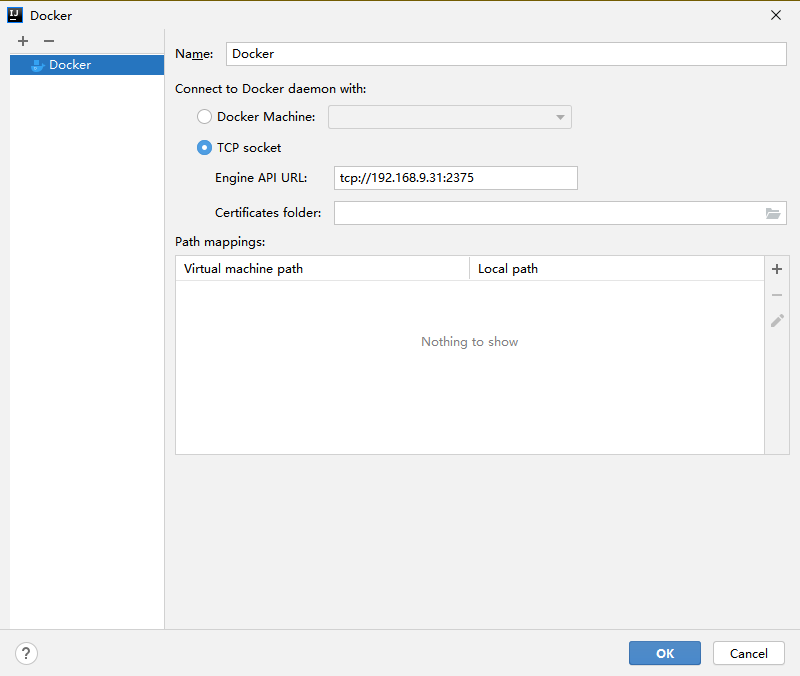 IJ Docker
+ −
Docker
Name: Docker
Connect to Docker daemon with:
Docker Machine:
TCP socket
Engine API URL: tcp://192.168.9.31:2375
Certificates folder:
Path mappings:
Virtual machine path Local path
Nothing to show
? OK Cancel